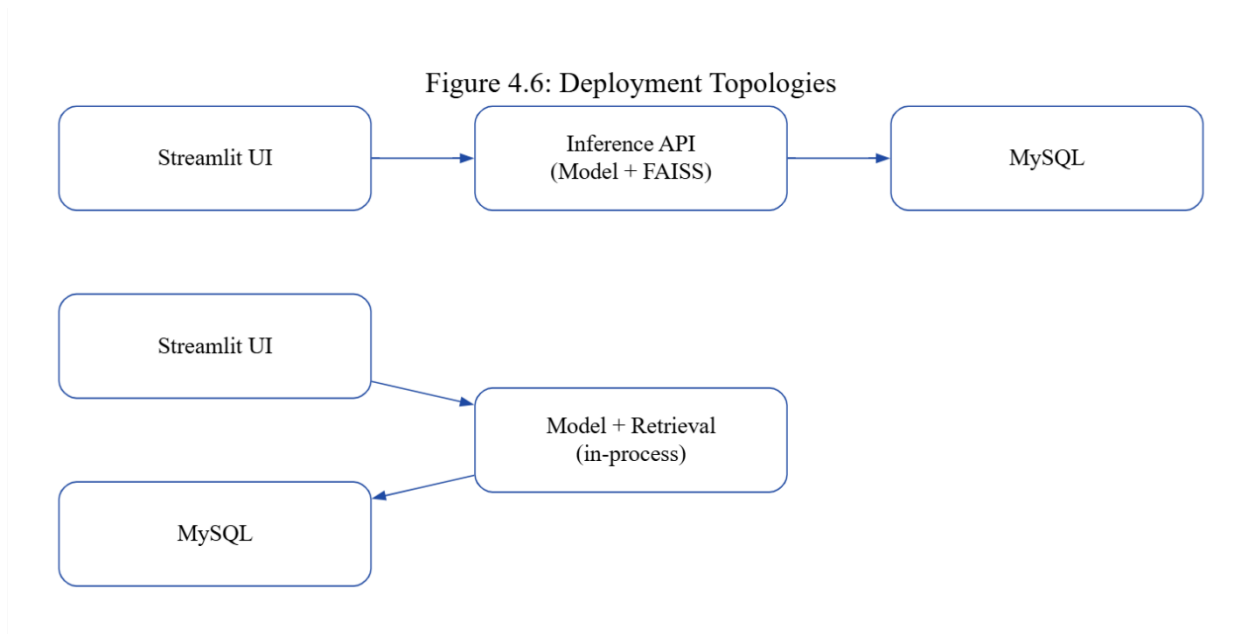 Figure 4.6: Deployment Topologies
Streamlit UI
Inference API
(Model + FAISS)
MySQL
Streamlit UI
Model + Retrieval
(in-process)
MySQL